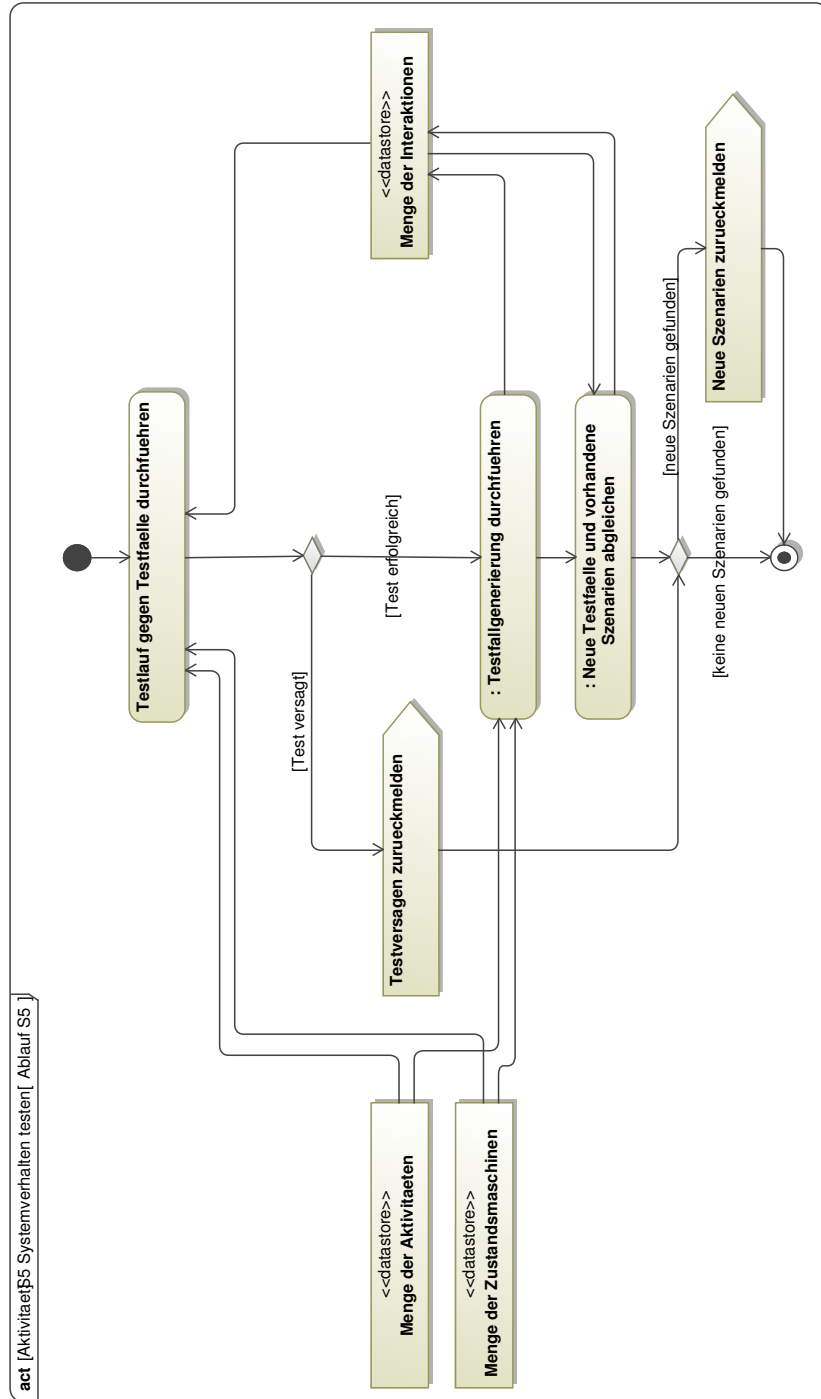 act [Aktivitaet] S5 Systemverhalten testen[ Ablauf S5 ]
Testlauf gegen Testfaelle durchfuehren
<<datastore>>
Menge der Interaktionen
[Test versagt]
[Test erfolgreich]
Testversagen zurueckmelden
<<datastore>>
Menge der Aktivitaeten
<<datastore>>
Menge der Zustandsmaschinen
: Testfallgenerierung durchfuehren
: Neue Testfaelle und vorhandene
Szenarien abgleichen
[neue Szenarien gefunden]
[keine neuen Szenarien gefunden]
Neue Szenarien zurueckmelden